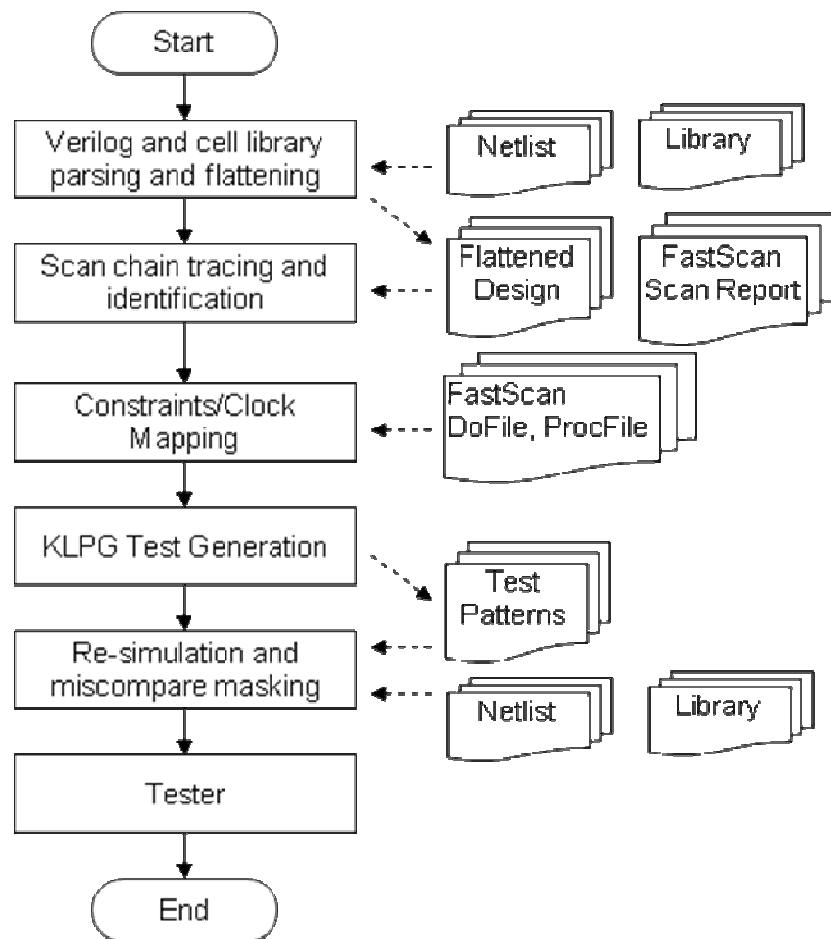 Start
Verilog and cell library
parsing and flattening
Netlist
Library
Scan chain tracing and
identification
Flattened
Design
FastScan
Scan Report
Constraints/Clock
Mapping
FastScan
DoFile, ProcFile
KLPG Test Generation
Test
Patterns
Re-simulation and
miscompare masking
Netlist
Library
Tester
End